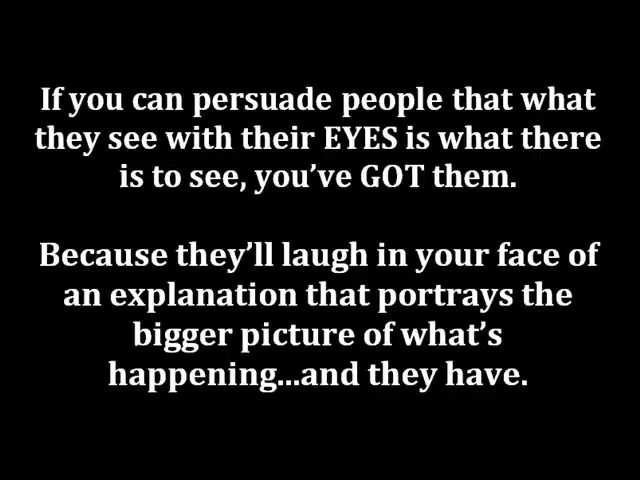 If you can persuade people that what
they see with their EYES is what there
is to see, you’ve GOT them.
Because they’ll laugh in your face of
an explanation that portrays the
bigger picture of what’s
happening...and they have.